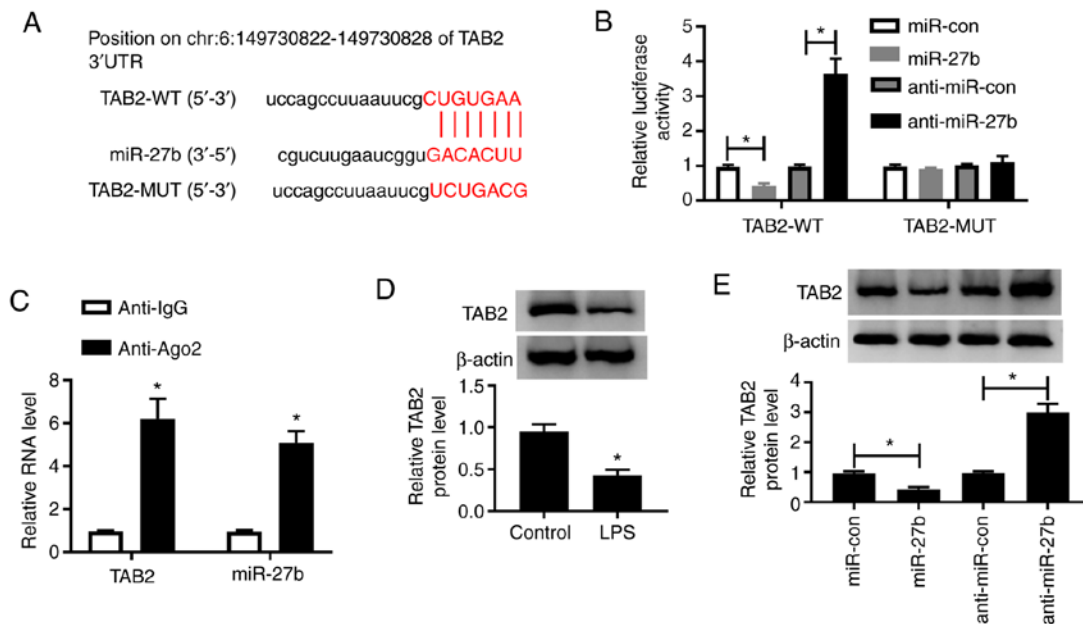 A
Position on chr:6:149730822-149730828 of TAB2
3′UTR
TAB2-WT (5′-3′) uccagccuuaauucgCUGUGAA
miR-27b (3′-5′) cgucuugaaucgguGACACUU
TAB2-MUT (5′-3′) uccagccuuaauucgUCUGACG
B
miR-con
miR-27b
anti-miR-con
anti-miR-27b
Relative luciferase
activity
5
4
3
2
1
0
*
*
TAB2-WT
TAB2-MUT
C
Anti-IgG
Anti-Ago2
Relative RNA level
8
6
4
2
0
*
*
TAB2
miR-27b
D
TAB2
β-actin
Relative TAB2
protein level
1.5
1.0
0.5
0.0
*
Control
LPS
E
TAB2
β-actin
Relative TAB2
protein level
4
3
2
1
0
*
*
miR-con
miR-27b
anti-miR-con
anti-miR-27b